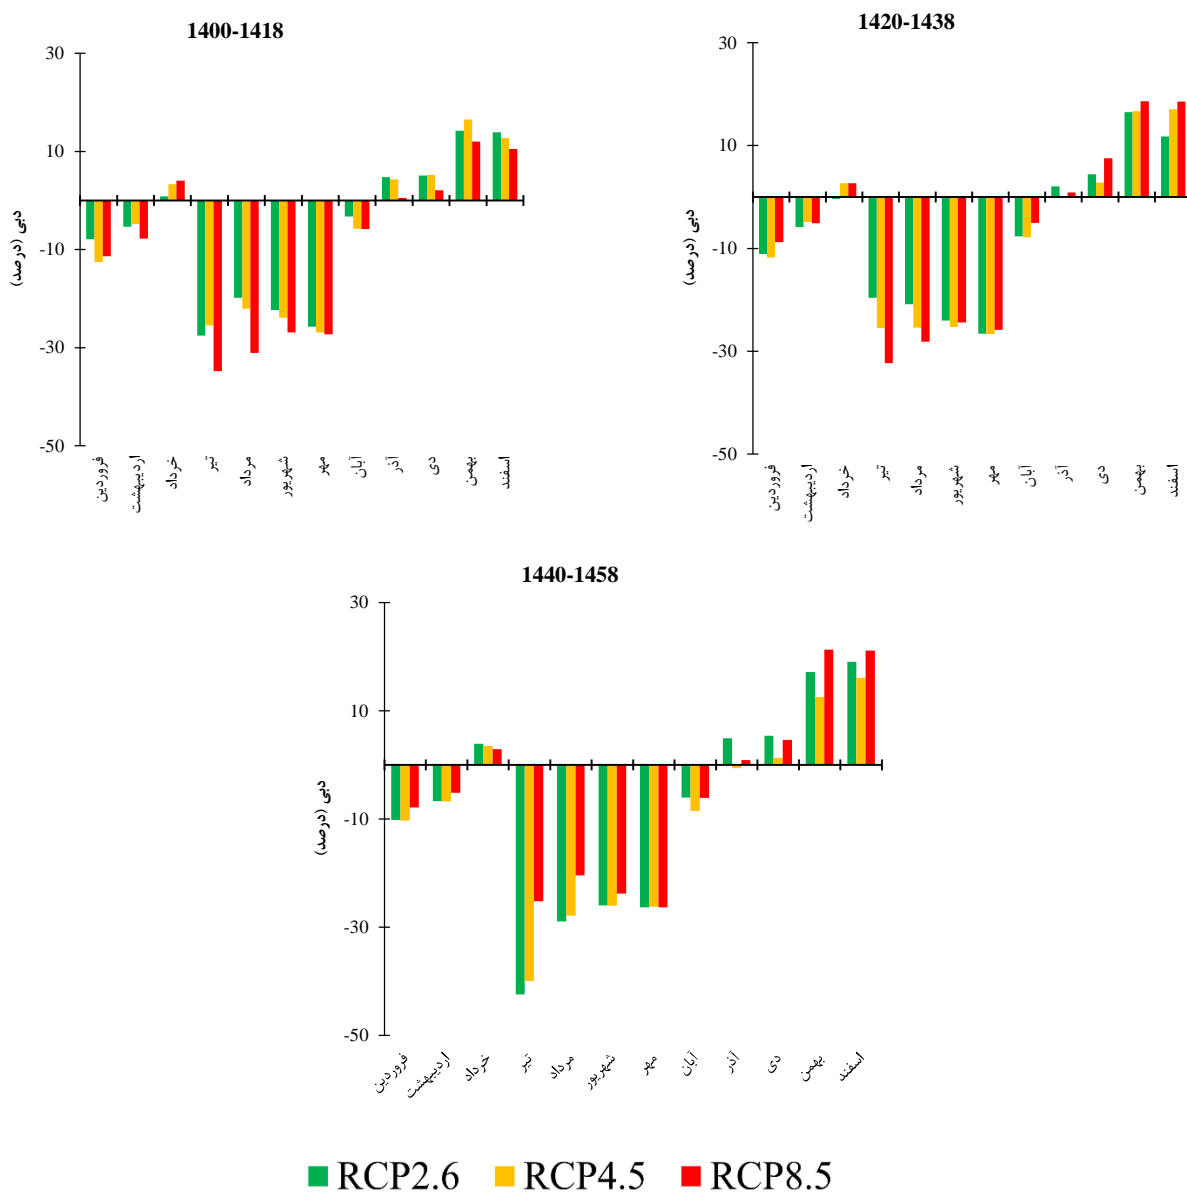 1400-1418
30
10
-10
-30
-50
دبی (درصد)
فروردین
اردیبهشت
خرداد
تیر
مرداد
شهریور
مهر
آبان
آذر
دی
بهمن
اسفند
1420-1438
30
10
-10
-30
-50
دبی (درصد)
فروردین
اردیبهشت
خرداد
تیر
مرداد
شهریور
مهر
آبان
آذر
دی
بهمن
اسفند
1440-1458
30
10
-10
-30
-50
دبی (درصد)
فروردین
اردیبهشت
خرداد
تیر
مرداد
شهریور
مهر
آبان
آذر
دی
بهمن
اسفند
RCP2.6 RCP4.5 RCP8.5